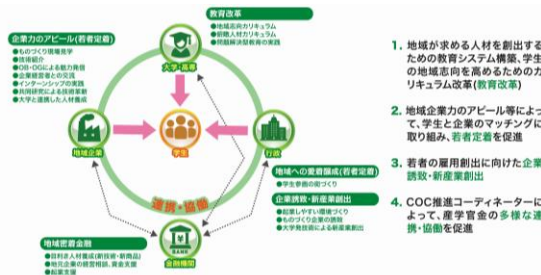 企業力のアピール(若者定着)
●ものづくり現場見学
●技術紹介
●OB・OGによる魅力発信
●企業経営者との交流
●インターンシップの実践
●共同研究による技術革新
●大学と連携した人材養成
教育改革
●地域志向カリキュラム
●前職人材カリキュラム
●問題解決型教育の実践
大学・高専
地域企業
学生
行政
連携・協働
地域への愛着醸成(若者定着)
●学生参画の街づくり
企業誘致・新産業創出
●起業しやすい環境づくり
●ものづくり企業の誘致
●大学発技術による新産業創出
地域密着金融
●目利き人材養成(新技術・新商品)
●地元企業の経営相談、資金支援
●起業支援
BANK
金融機関
1. 地域が求める人材を創出する
ための教育システム構築、学生
の地域志向を高めるためのカ
リキュラム改革(教育改革)
2. 地域企業力のアピール等によっ
て、学生と企業のマッチングに
取り組み、若者定着を促進
3. 若者の雇用創出に向けた企業
誘致・新産業創出
4. COC推進コーディネーターに
よって、産学官金の多様な連
携・協働を促進